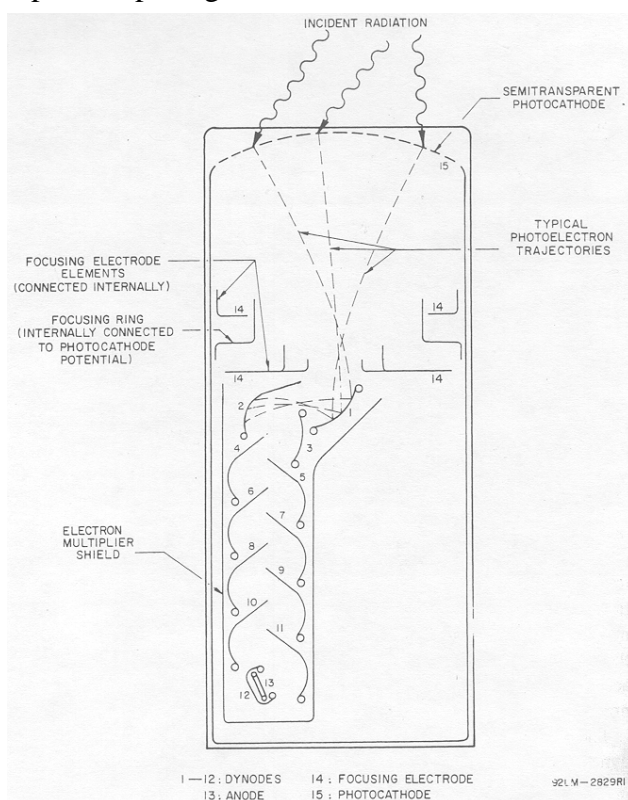 INCIDENT RADIATION
SEMITRANSPARENT
PHOTOCATHODE
15
TYPICAL
PHOTOELECTRON
TRAJECTORIES
FOCUSING ELECTRODE
ELEMENTS
(CONNECTED INTERNALLY)
14
14
FOCUSING RING
(INTERNALLY CONNECTED
TO PHOTOCATHODE
POTENTIAL)
14
14
2
1
4
3
5
6
7
ELECTRON
MULTIPLIER
SHIELD
8
9
10
11
13
12
1—12: DYNODES
14: FOCUSING ELECTRODE
13: ANODE
15: PHOTOCATHODE
92LM-2829RI